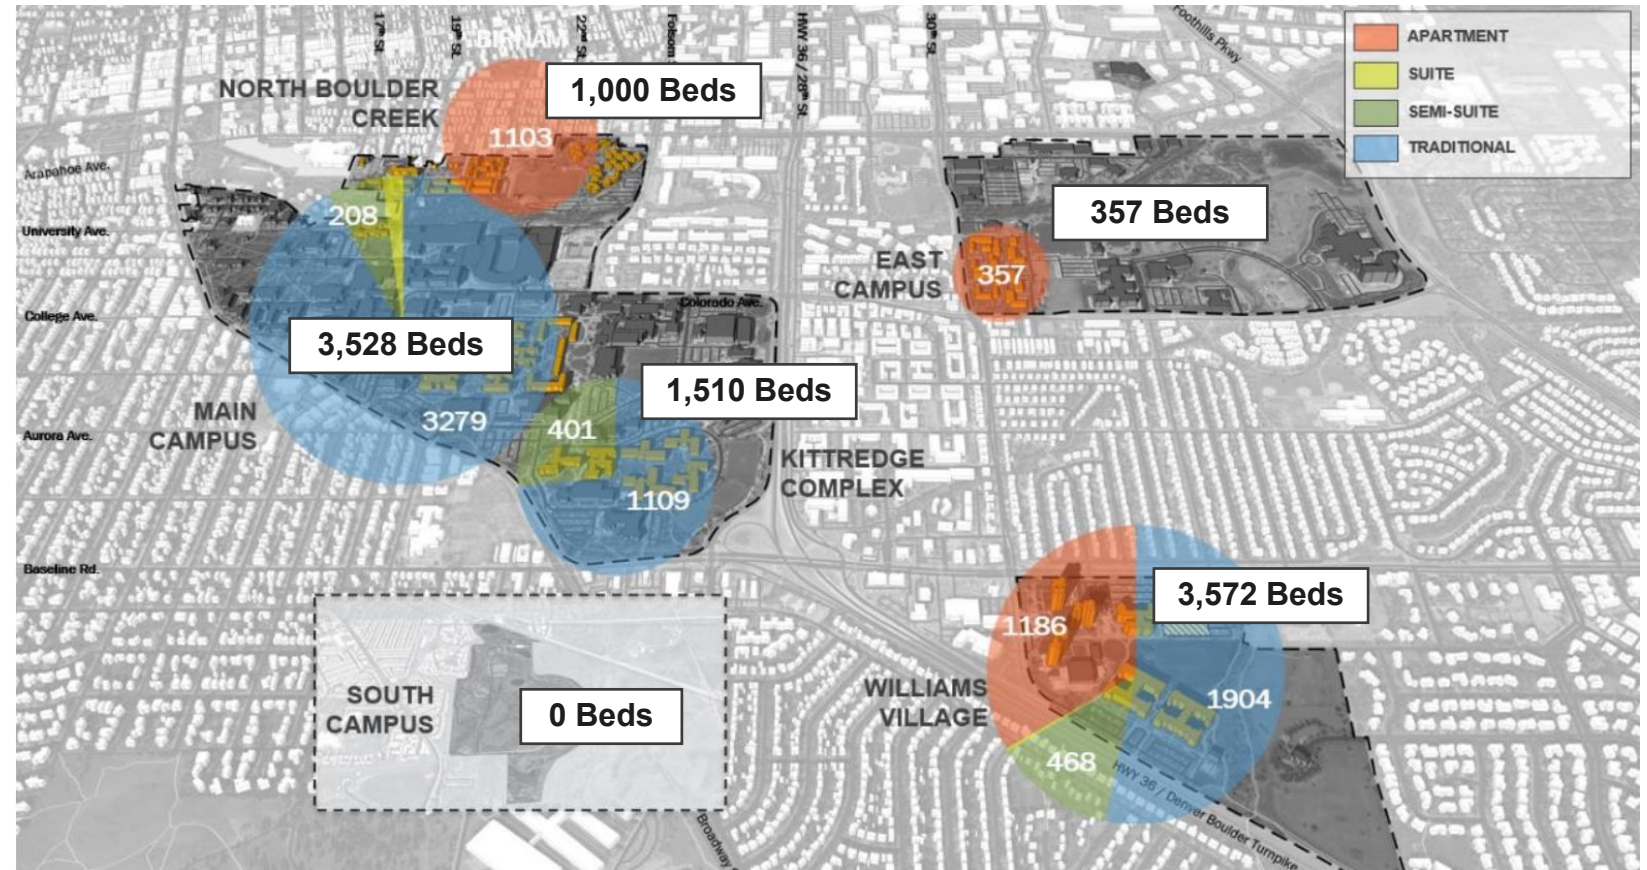 17th St.
19th St.
BIRNAM
22nd St.
Folsom
HWY 36 / 28th St.
30th St.
Foothills Pkwy
APARTMENT
SUITE
SEMI-SUITE
TRADITIONAL
NORTH BOULDER
CREEK
1,000 Beds
1103
Arapahoe Ave.
University Ave.
College Ave.
Aurora Ave.
Baseline Rd.
208
3,528 Beds
3279
MAIN
CAMPUS
Colorado Ave.
357 Beds
EAST
CAMPUS
357
1,510 Beds
401
1109
KITTREDGE
COMPLEX
3,572 Beds
1186
1904
468
WILLIAMS
VILLAGE
HWY 36 / Denver Boulder Turnpike
SOUTH
CAMPUS
0 Beds
Broadway